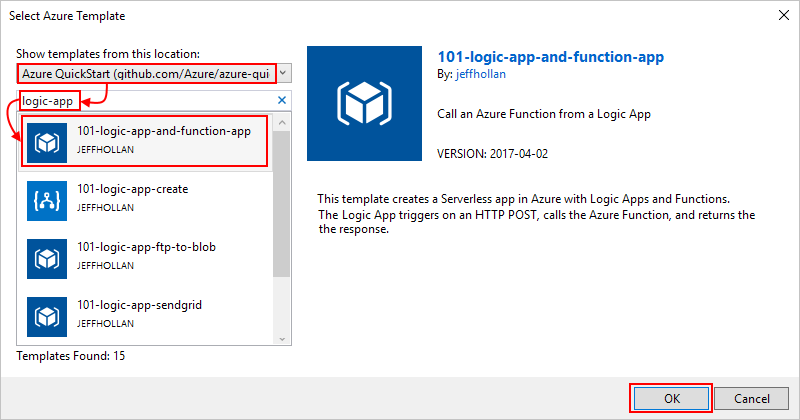 Select Azure Template
Show templates from this location:
Azure QuickStart (github.com/Azure/azure-qui
logic-app
101-logic-app-and-function-app
JEFFHOLLAN
101-logic-app-create
JEFFHOLLAN
101-logic-app-ftp-to-blob
JEFFHOLLAN
101-logic-app-sendgrid
JEFFHOLLAN
Templates Found: 15
101-logic-app-and-function-app
By: jeffhollan
Call an Azure Function from a Logic App
VERSION: 2017-04-02
This template creates a Serverless app in Azure with Logic Apps and Functions.
The Logic App triggers on an HTTP POST, calls the Azure Function, and returns the
the response.
OK
Cancel